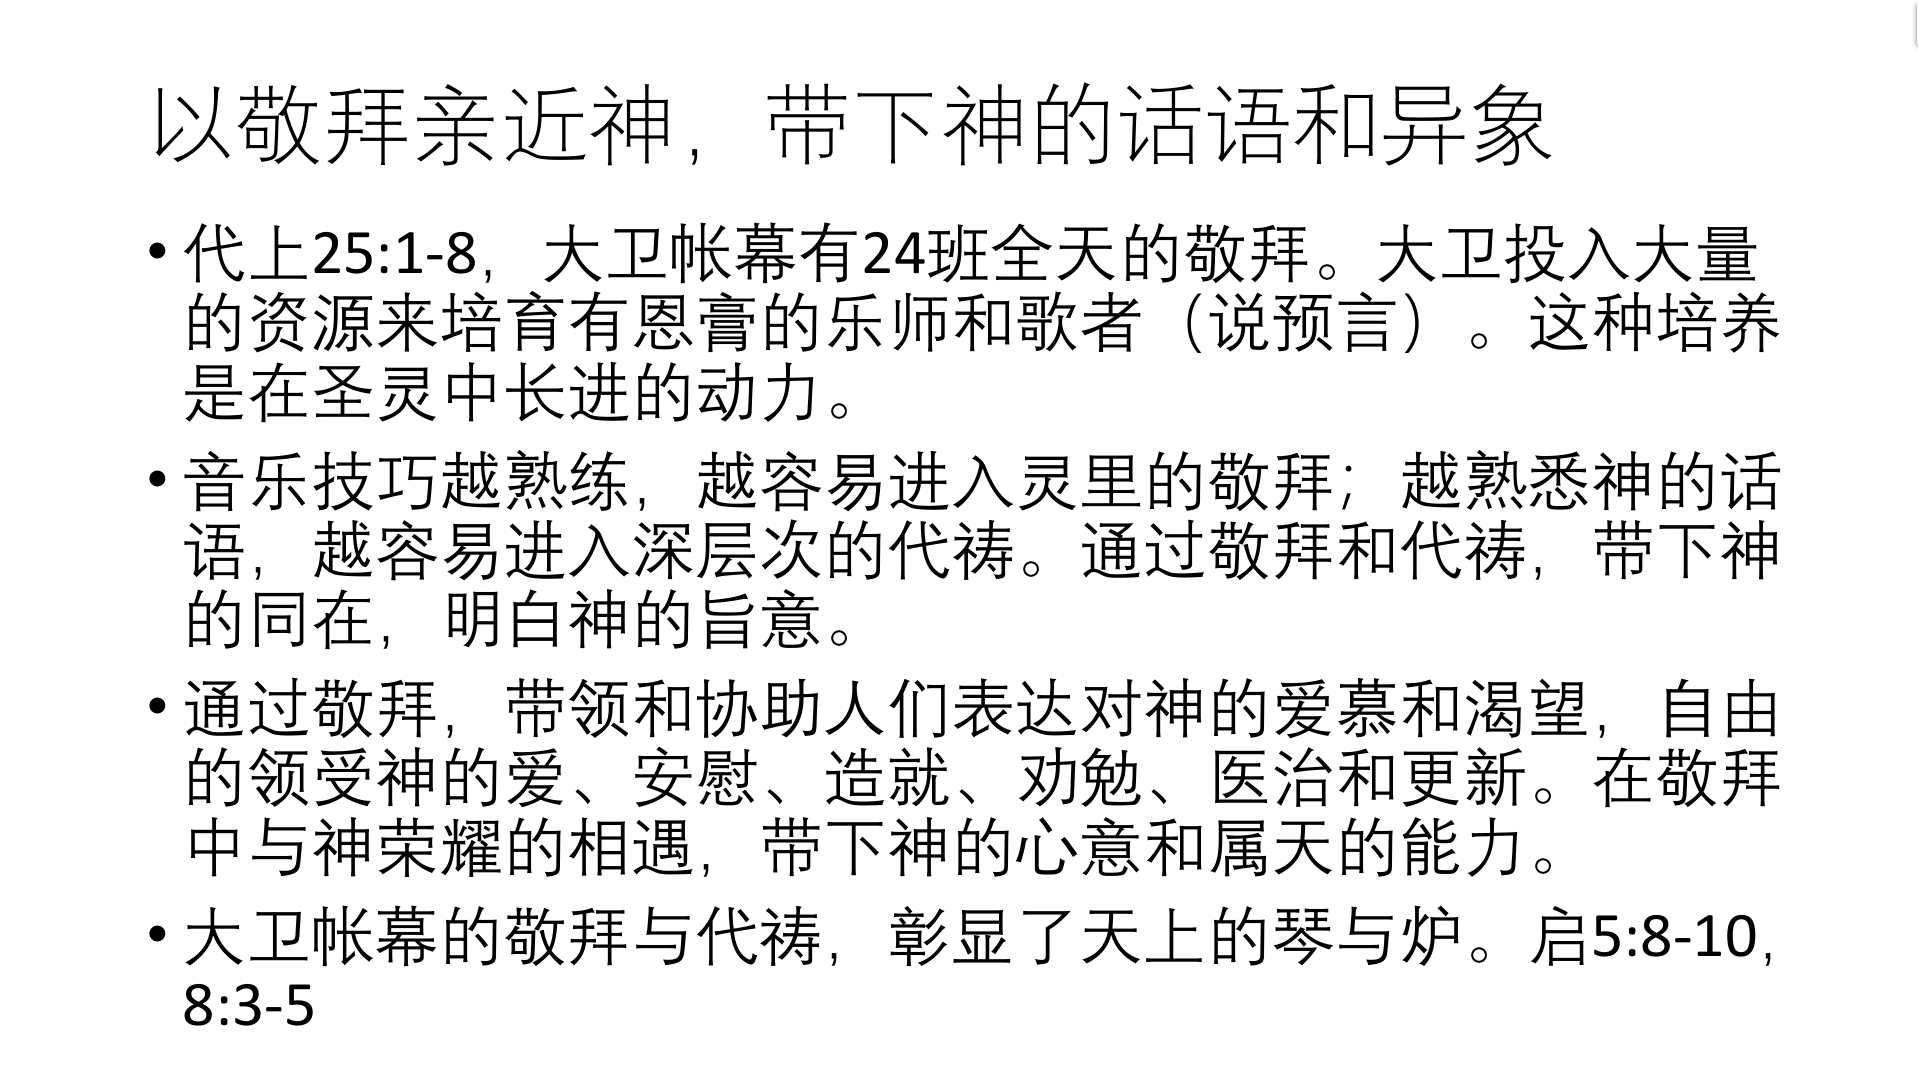 以敬拜亲近神，带下神的话语和异象
• 代上25:1-8，大卫帐幕有24班全天的敬拜。大卫投入大量
的资源来培育有恩膏的乐师和歌者（说预言）。这种培养
是在圣灵中长进的动力。
• 音乐技巧越熟练，越容易进入灵里的敬拜；越熟悉神的话
语，越容易进入深层次的代祷。通过敬拜和代祷，带下神
的同在，明白神的旨意。
• 通过敬拜，带领和协助人们表达对神的爱慕和渴望，自由
的领受神的爱、安慰、造就、劝勉、医治和更新。在敬拜
中与神荣耀的相遇，带下神的心意和属天的能力。
• 大卫帐幕的敬拜与代祷，彰显了天上的琴与炉。启5:8-10，
8:3-5